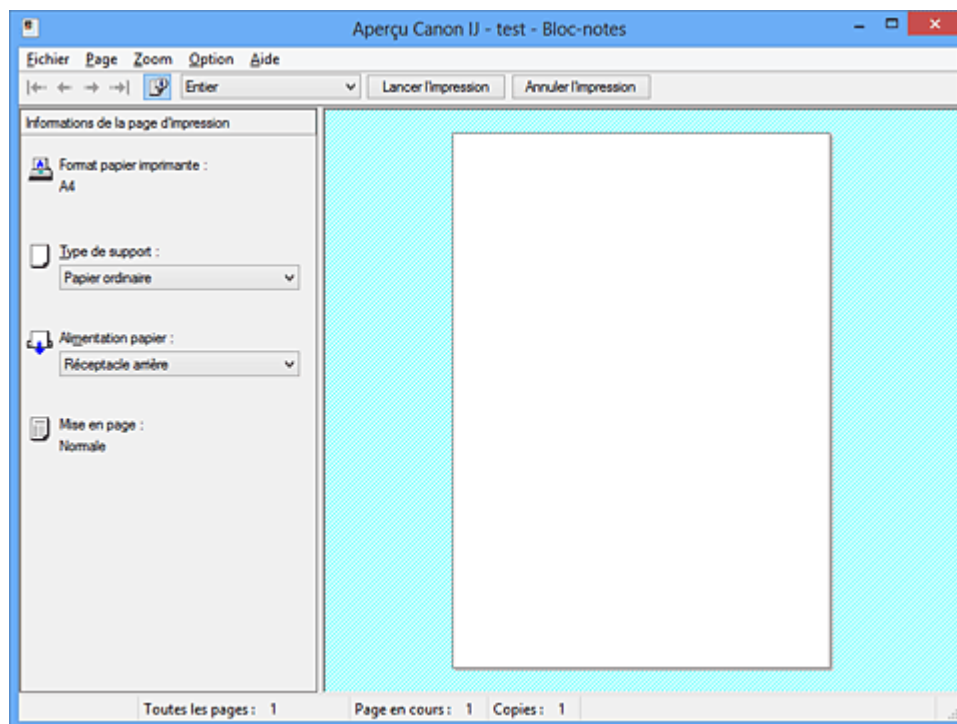 Aperçu Canon IJ - test - Bloc-notes
Fichier Page Zoom Option Aide
Entier Lancer l'impression Annuler l'impression
Informations de la page d'impression
Format papier imprimante :
A4
Type de support :
Papier ordinaire
Alimentation papier :
Réceptacle arrière
Mise en page :
Normale
Toutes les pages : 1 Page en cours : 1 Copies : 1